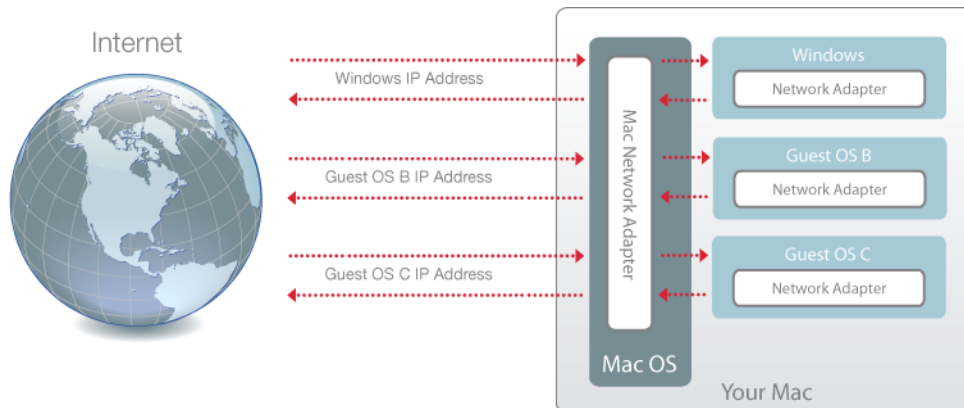 Internet
Windows IP Address
Guest OS B IP Address
Guest OS C IP Address
Mac Network Adapter
Mac OS
Windows
Network Adapter
Guest OS B
Network Adapter
Guest OS C
Network Adapter
Your Mac